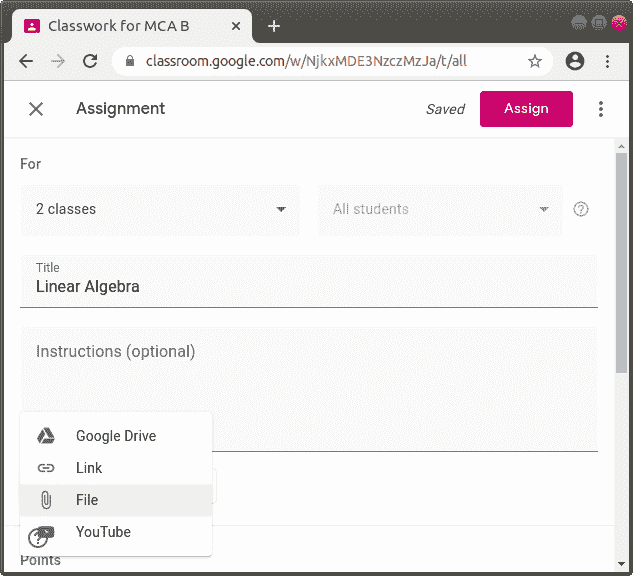 Classwork for MCA B
classroom.google.com/w/NjkxMDE3NzczMzJa/t/all
Assignment
Saved
Assign
For
2 classes
All students
?
Title
Linear Algebra
Instructions (optional)
Google Drive
Link
File
YouTube
?
Points